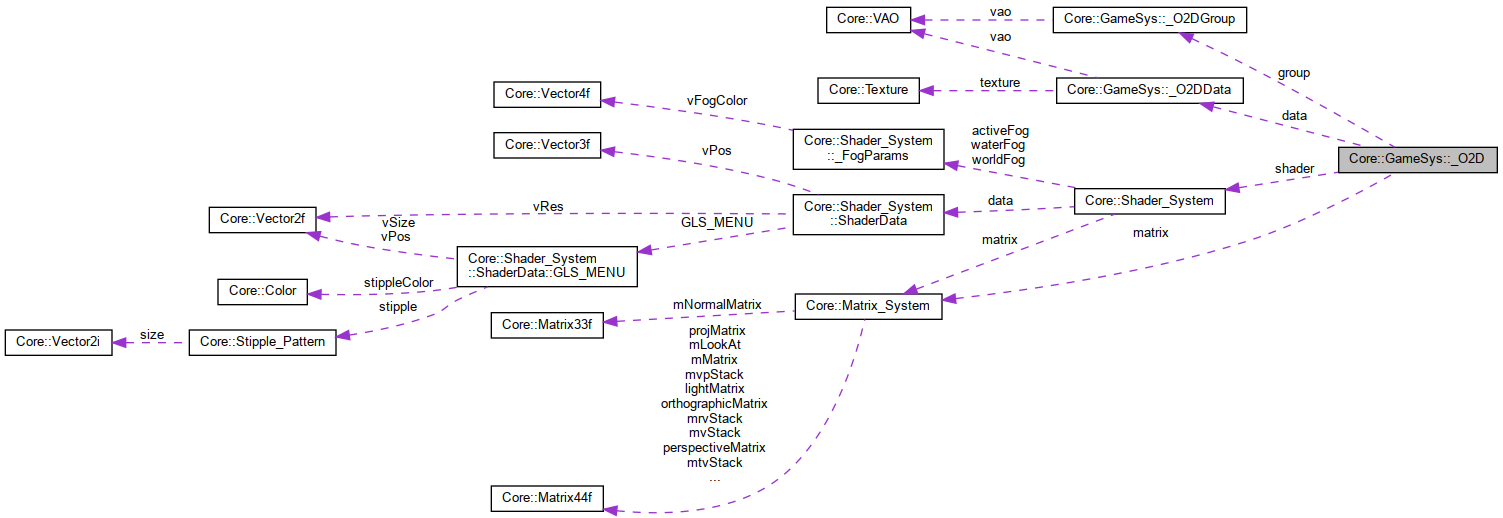 Core::VAO
vao
Core::GameSys::_O2DGroup
vao
group
Core::Texture
texture
Core::GameSys::_O2DData
Core::Vector4f
vFogColor
data
Core::Shader_System
::_FogParams
activeFog
waterFog
worldFog
Core::Vector3f
vPos
Core::GameSys::_O2D
shader
Core::Shader_System
::ShaderData
data
Core::Shader_System
Core::Vector2f
vRes
vSize
vPos
GLS_MENU
matrix
matrix
Core::Shader_System
::ShaderData::GLS_MENU
Core::Color
stippleColor
stipple
mNormalMatrix
Core::Matrix_System
Core::Matrix33f
Core::Vector2i
size
Core::Stipple_Pattern
projMatrix
mLookAt
mMatrix
mvpStack
lightMatrix
orthographicMatrix
mrvStack
mvStack
perspectiveMatrix
mtvStack
...
Core::Matrix44f